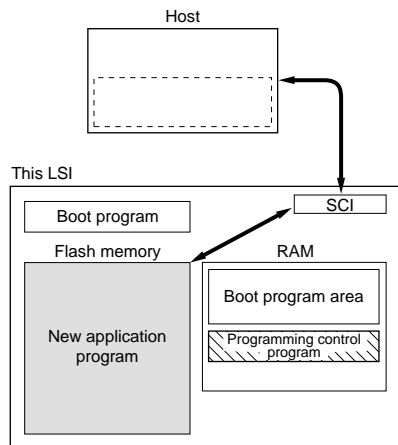 Host
This LSI
SCI
Boot program
Flash memory
RAM
New application
program
Boot program area
Programming control
program